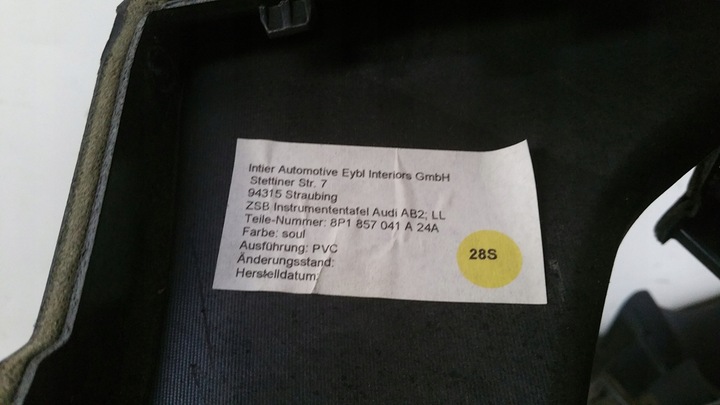 Intier Automotive Eybl Interiors GmbH
Stettiner Str. 7
94315 Straubing
ZSB Instrumententafel Audi AB2; LL
Teile-Nummer: 8P1 857 041 A 24A
Farbe: soul
Ausführung: PVC
Änderungsstand:
Herstelldatum:
28S